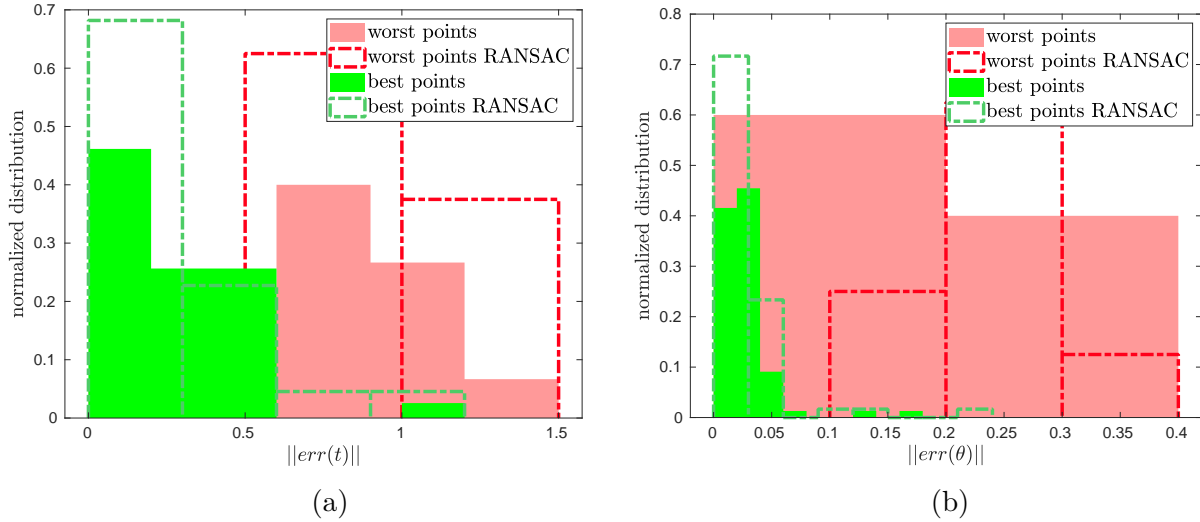 0.7
0.6
0.5
0.4
0.3
0.2
0.1
0
normalized distribution
0
0.5
1
1.5
||err(t)||
worst points
worst points RANSAC
best points
best points RANSAC
(a)
0.8
0.7
0.6
0.5
0.4
0.3
0.2
0.1
0
normalized distribution
0
0.05
0.1
0.15
0.2
0.25
0.3
0.35
0.4
||err(θ)||
worst points
worst points RANSAC
best points
best points RANSAC
(b)